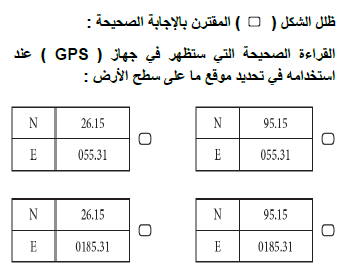 ظلل الشكل ( ▢ ) المقترن بالإجابة الصحيحة :
القراءة الصحيحة التي ستظهر في جهاز ( GPS ) عند
استخدامه في تحديد موقع ما على سطح الأرض :
N 95.15
E 055.31
N 26.15
E 055.31
N 95.15
E 0185.31
N 26.15
E 0185.31